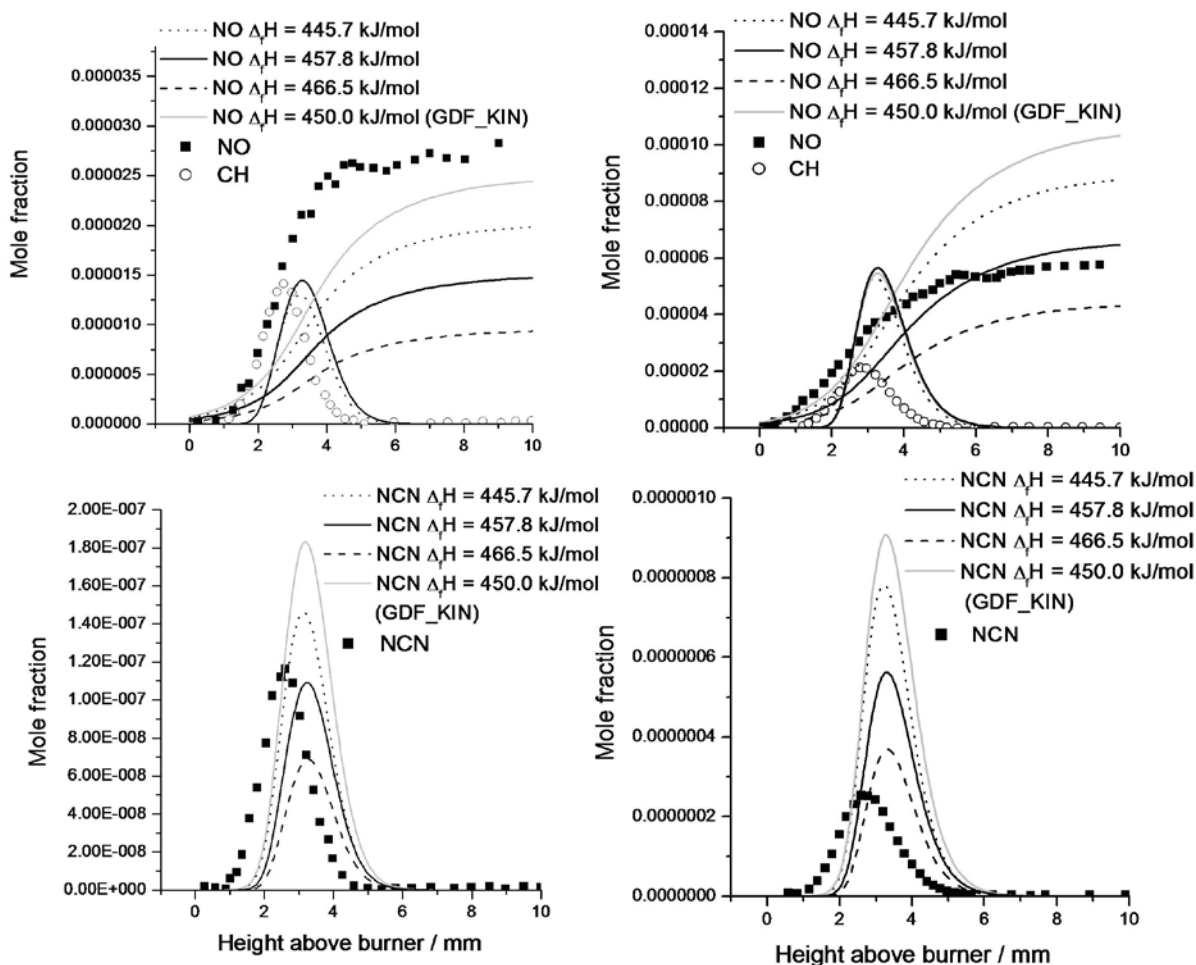 NO ΔfH = 445.7 kJ/mol
NO ΔfH = 457.8 kJ/mol
NO ΔfH = 466.5 kJ/mol
NO ΔfH = 450.0 kJ/mol (GDF_KIN)
NO
CH
0.000035
0.000030
0.000025
0.000020
0.000015
0.000010
0.000005
0.000000
Mole fraction
0 2 4 6 8 10
NO ΔfH = 445.7 kJ/mol
NO ΔfH = 457.8 kJ/mol
NO ΔfH = 466.5 kJ/mol
NO ΔfH = 450.0 kJ/mol (GDF_KIN)
NO
CH
0.00014
0.00012
0.00010
0.00008
0.00006
0.00004
0.00002
0.00000
Mole fraction
0 2 4 6 8 10
NCN ΔfH = 445.7 kJ/mol
NCN ΔfH = 457.8 kJ/mol
NCN ΔfH = 466.5 kJ/mol
NCN ΔfH = 450.0 kJ/mol
(GDF_KIN)
NCN
2.00E-007
1.80E-007
1.60E-007
1.40E-007
1.20E-007
1.00E-007
8.00E-008
6.00E-008
4.00E-008
2.00E-008
0.00E+000
Mole fraction
0 2 4 6 8 10
Height above burner / mm
NCN ΔfH = 445.7 kJ/mol
NCN ΔfH = 457.8 kJ/mol
NCN ΔfH = 466.5 kJ/mol
NCN ΔfH = 450.0 kJ/mol
(GDF_KIN)
NCN
0.0000010
0.0000008
0.0000006
0.0000004
0.0000002
0.0000000
Mole fraction
0 2 4 6 8 10
Height above burner / mm